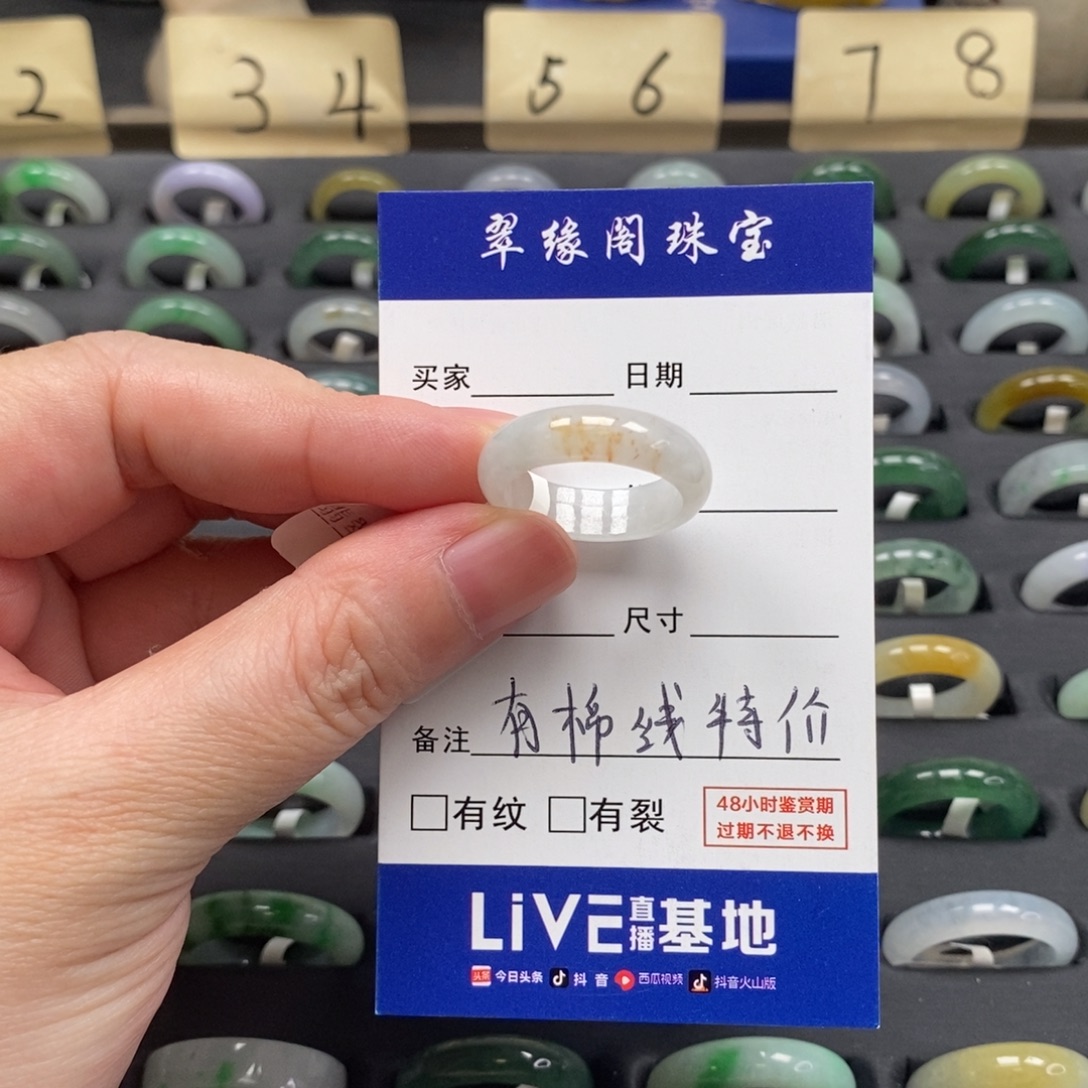 2
3 4
5 6
7 8
翠缘阁珠宝
买家 日期
尺寸
备注 有棉线特价
有纹 有裂
48小时鉴赏期
过期不退不换
LiVE直播基地
头条 今日头条 抖音 西瓜视频 抖音火山版